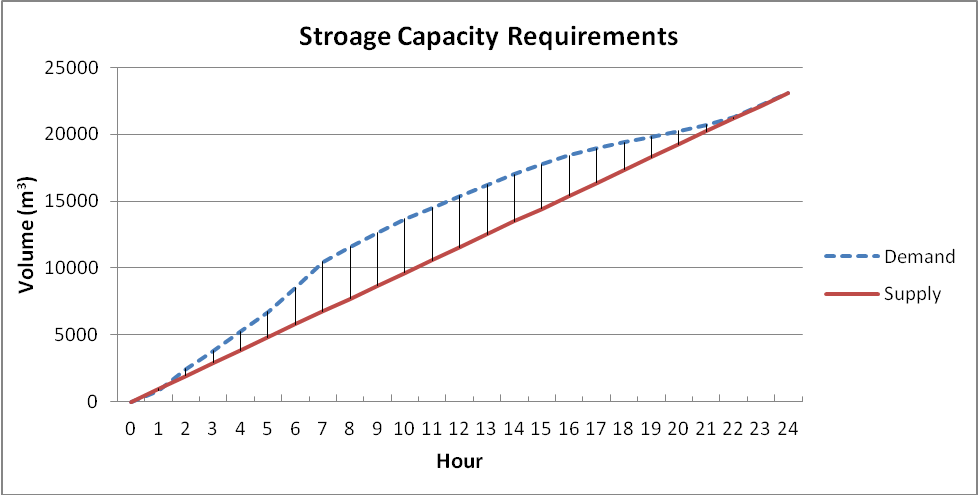 Stroage Capacity Requirements
25000
20000
15000
10000
5000
0
Volume (m³)
0 1 2 3 4 5 6 7 8 9 10 11 12 13 14 15 16 17 18 19 20 21 22 23 24
Hour
Demand
Supply